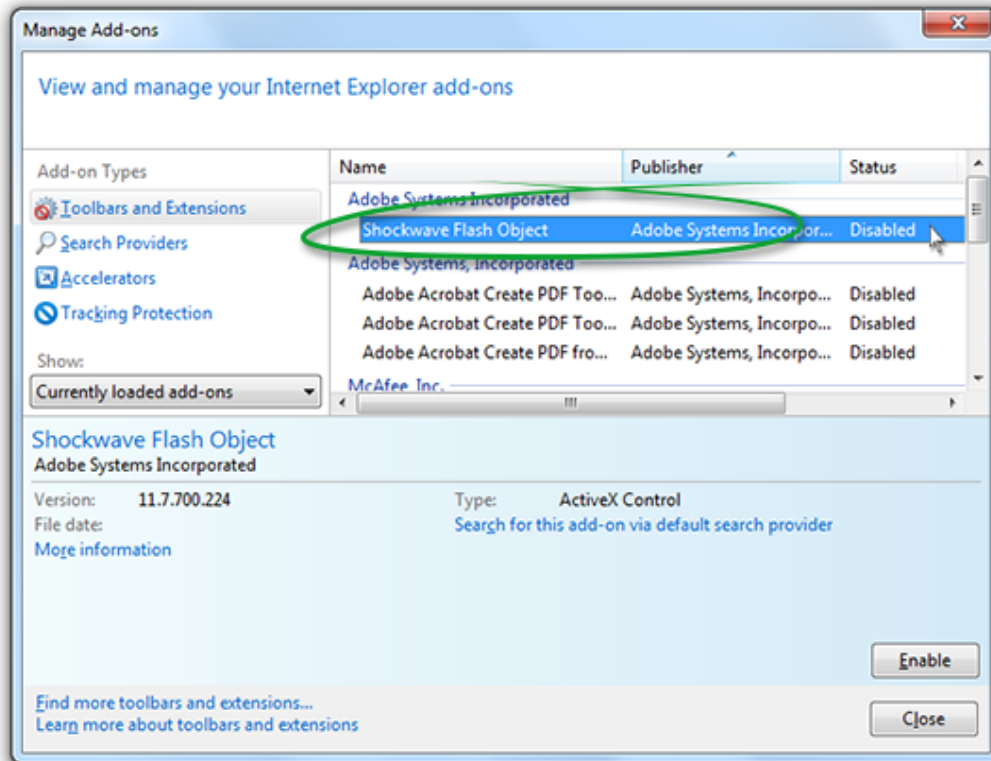 Manage Add-ons
View and manage your Internet Explorer add-ons
Add-on Types
Toolbars and Extensions
Search Providers
Accelerators
Tracking Protection
Show:
Currently loaded add-ons
Name Publisher Status
Adobe Systems Incorporated
Shockwave Flash Object Adobe Systems Incorpor... Disabled
Adobe Systems, Incorporated
Adobe Acrobat Create PDF Too... Adobe Systems, Incorpo... Disabled
Adobe Acrobat Create PDF Too... Adobe Systems, Incorpo... Disabled
Adobe Acrobat Create PDF fro... Adobe Systems, Incorpo... Disabled
McAfee, Inc.
Shockwave Flash Object
Adobe Systems Incorporated
Version: 11.7.700.224 Type: ActiveX Control
File date: Search for this add-on via default search provider
More information
Enable
Find more toolbars and extensions...
Learn more about toolbars and extensions
Close